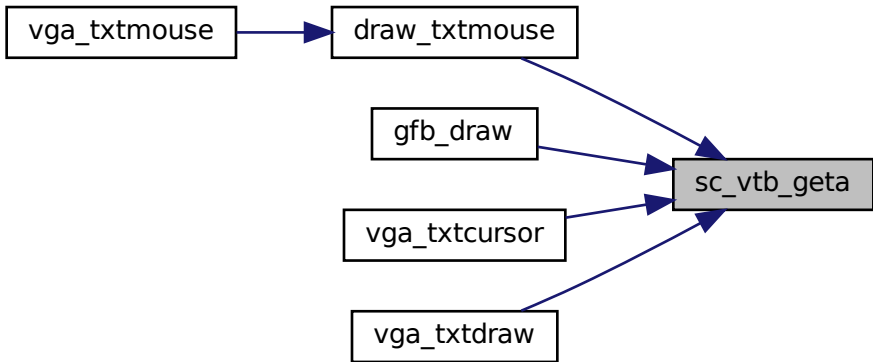 vga_txtmouse
draw_txtmouse
gfb_draw
sc_vtb_geta
vga_txtcursor
vga_txtdraw